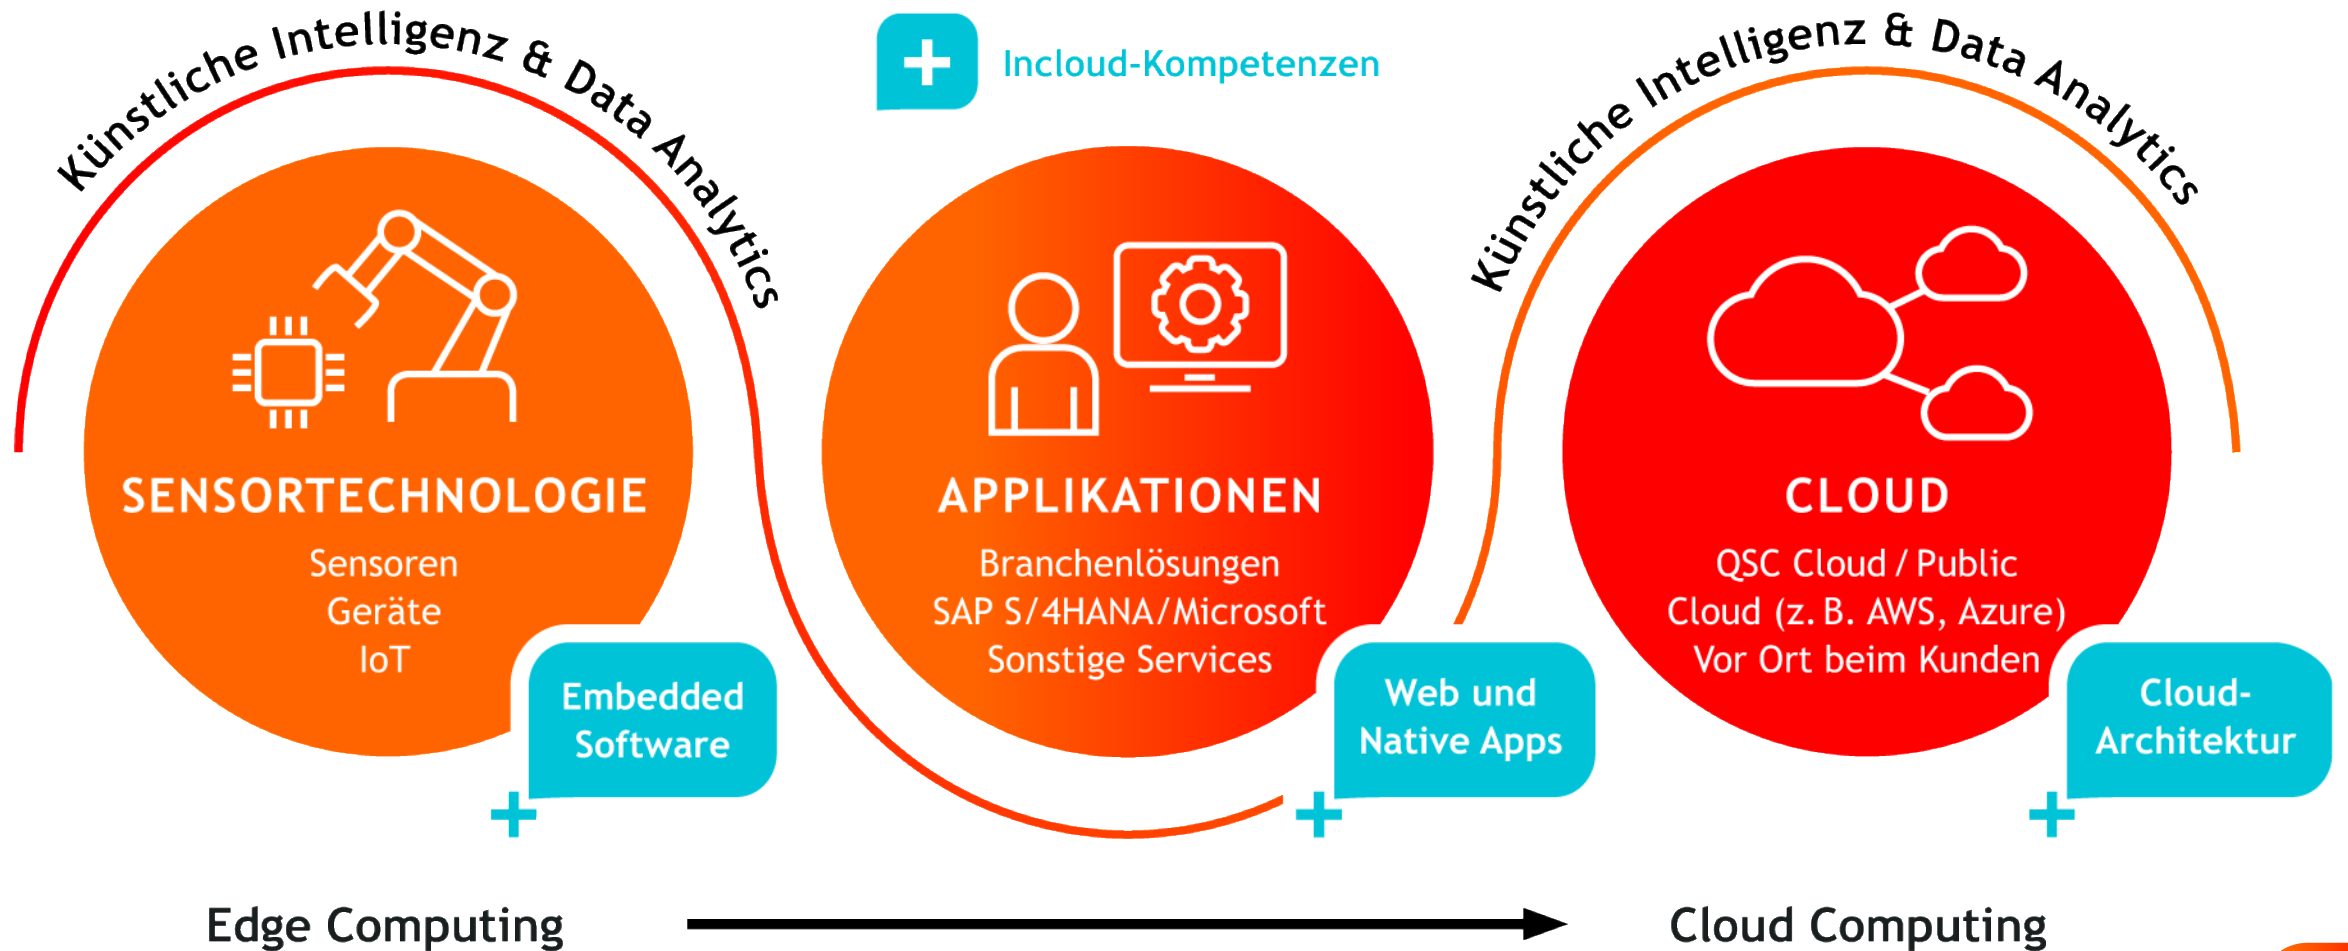 Künstliche Intelligenz & Data Analytics
Incloud-Kompetenzen
Künstliche Intelligenz & Data Analytics
SENSORTECHNOLOGIE
Sensoren
Geräte
IoT
Embedded
Software
APPLIKATIONEN
Branchenlösungen
SAP S/4HANA/Microsoft
Sonstige Services
Web und
Native Apps
CLOUD
QSC Cloud / Public
Cloud (z. B. AWS, Azure)
Vor Ort beim Kunden
Cloud-
Architektur
Edge Computing
Cloud Computing